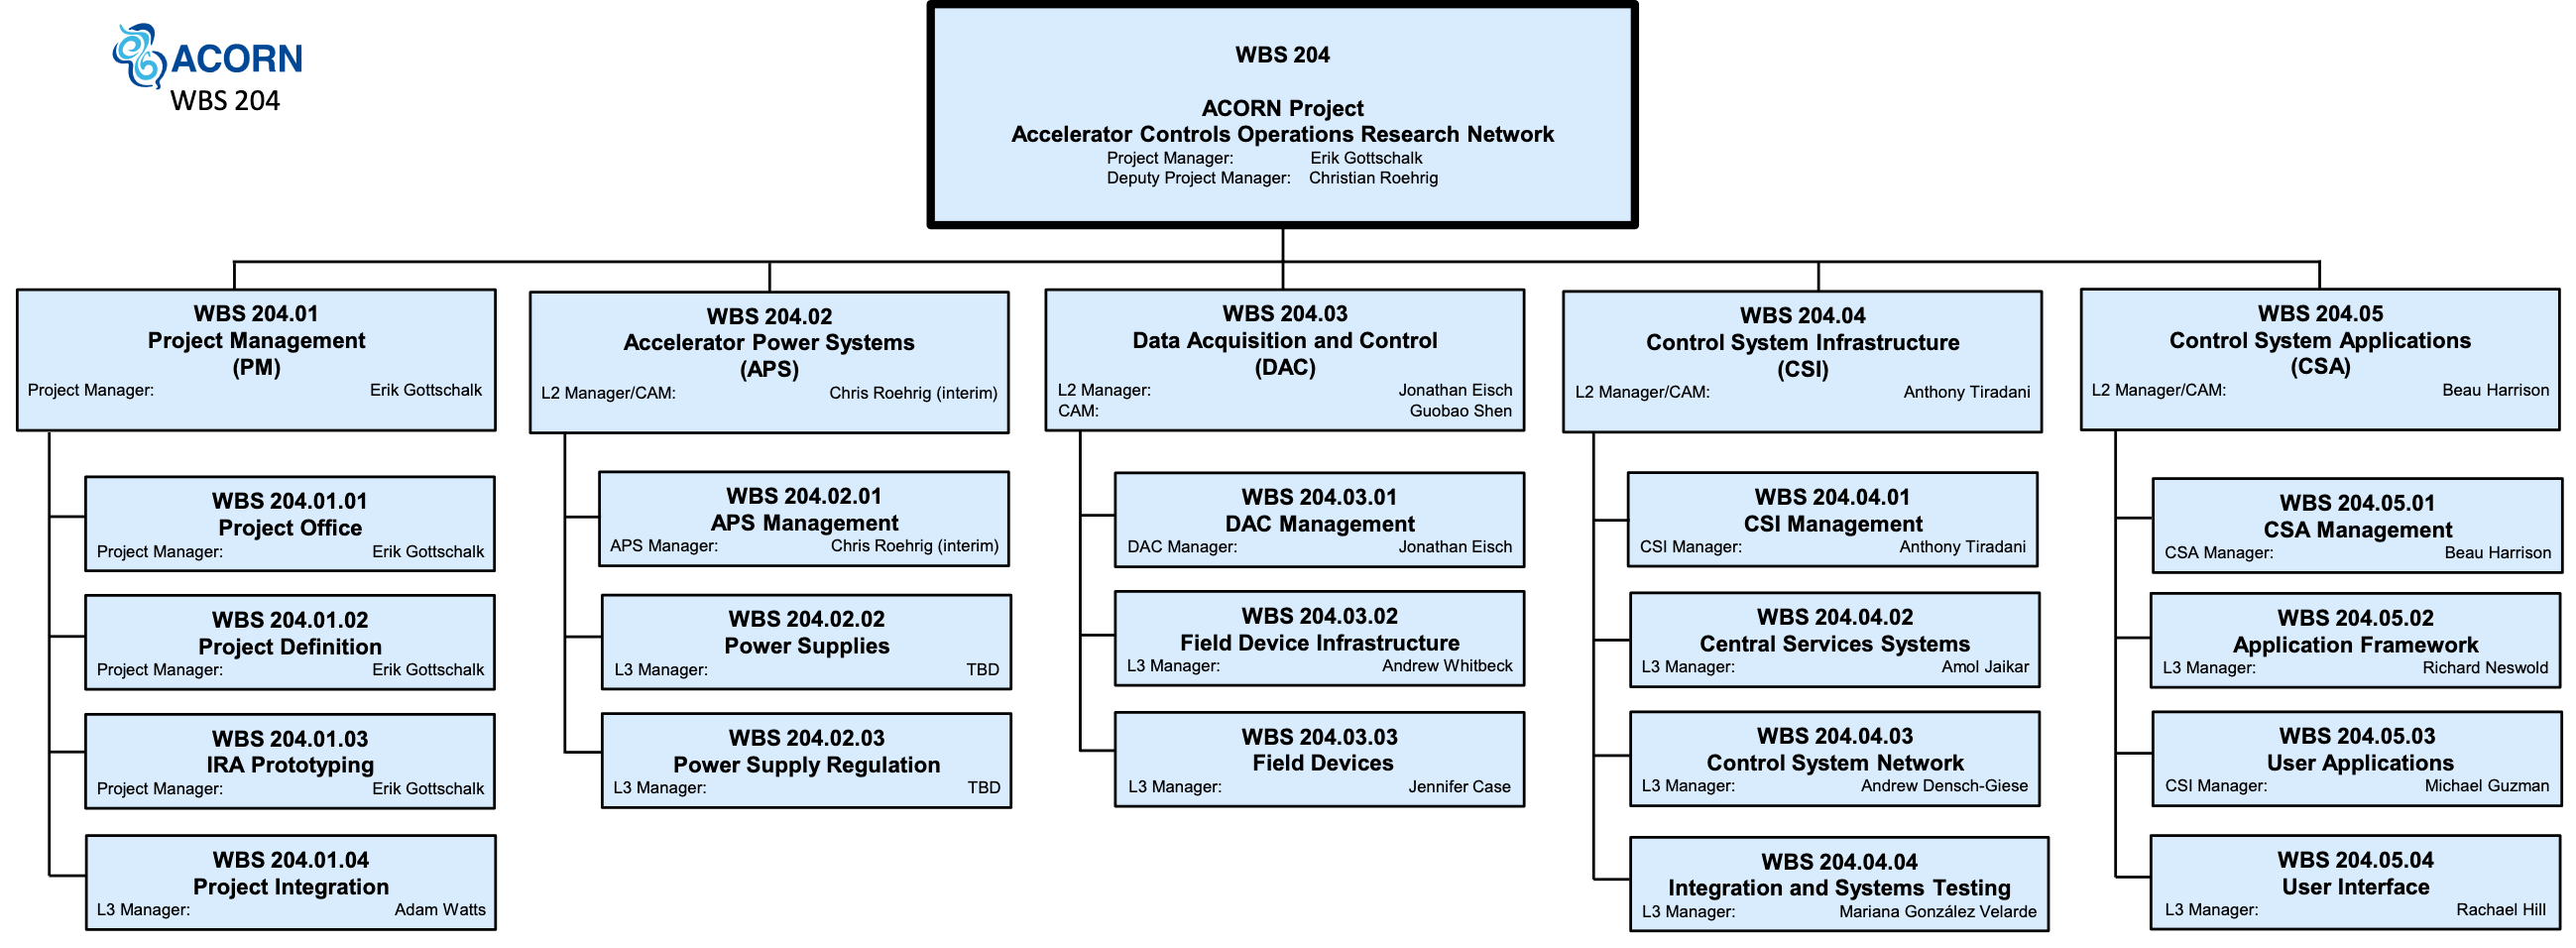 ACORN
WBS 204
WBS 204
ACORN Project
Accelerator Controls Operations Research Network
Project Manager: Erik Gottschalk
Deputy Project Manager: Christian Roehrig
WBS 204.01
Project Management
(PM)
Project Manager: Erik Gottschalk
WBS 204.01.01
Project Office
Project Manager: Erik Gottschalk
WBS 204.01.02
Project Definition
Project Manager: Erik Gottschalk
WBS 204.01.03
IRA Prototyping
Project Manager: Erik Gottschalk
WBS 204.01.04
Project Integration
L3 Manager: Adam Watts
WBS 204.02
Accelerator Power Systems
(APS)
L2 Manager/CAM: Chris Roehrig (interim)
WBS 204.02.01
APS Management
APS Manager: Chris Roehrig (interim)
WBS 204.02.02
Power Supplies
L3 Manager: TBD
WBS 204.02.03
Power Supply Regulation
L3 Manager: TBD
WBS 204.03
Data Acquisition and Control
(DAC)
L2 Manager: Jonathan Eisch
CAM: Guobao Shen
WBS 204.03.01
DAC Management
DAC Manager: Jonathan Eisch
WBS 204.03.02
Field Device Infrastructure
L3 Manager: Andrew Whitbeck
WBS 204.03.03
Field Devices
L3 Manager: Jennifer Case
WBS 204.04
Control System Infrastructure
(CSI)
L2 Manager/CAM: Anthony Tiradani
WBS 204.04.01
CSI Management
CSI Manager: Anthony Tiradani
WBS 204.04.02
Central Services Systems
L3 Manager: Amol Jaikar
WBS 204.04.03
Control System Network
L3 Manager: Andrew Densch-Giese
WBS 204.04.04
Integration and Systems Testing
L3 Manager: Mariana González Velarde
WBS 204.05
Control System Applications
(CSA)
L2 Manager/CAM: Beau Harrison
WBS 204.05.01
CSA Management
CSA Manager: Beau Harrison
WBS 204.05.02
Application Framework
L3 Manager: Richard Neswold
WBS 204.05.03
User Applications
CSI Manager: Michael Guzman
WBS 204.05.04
User Interface
L3 Manager: Rachael Hill